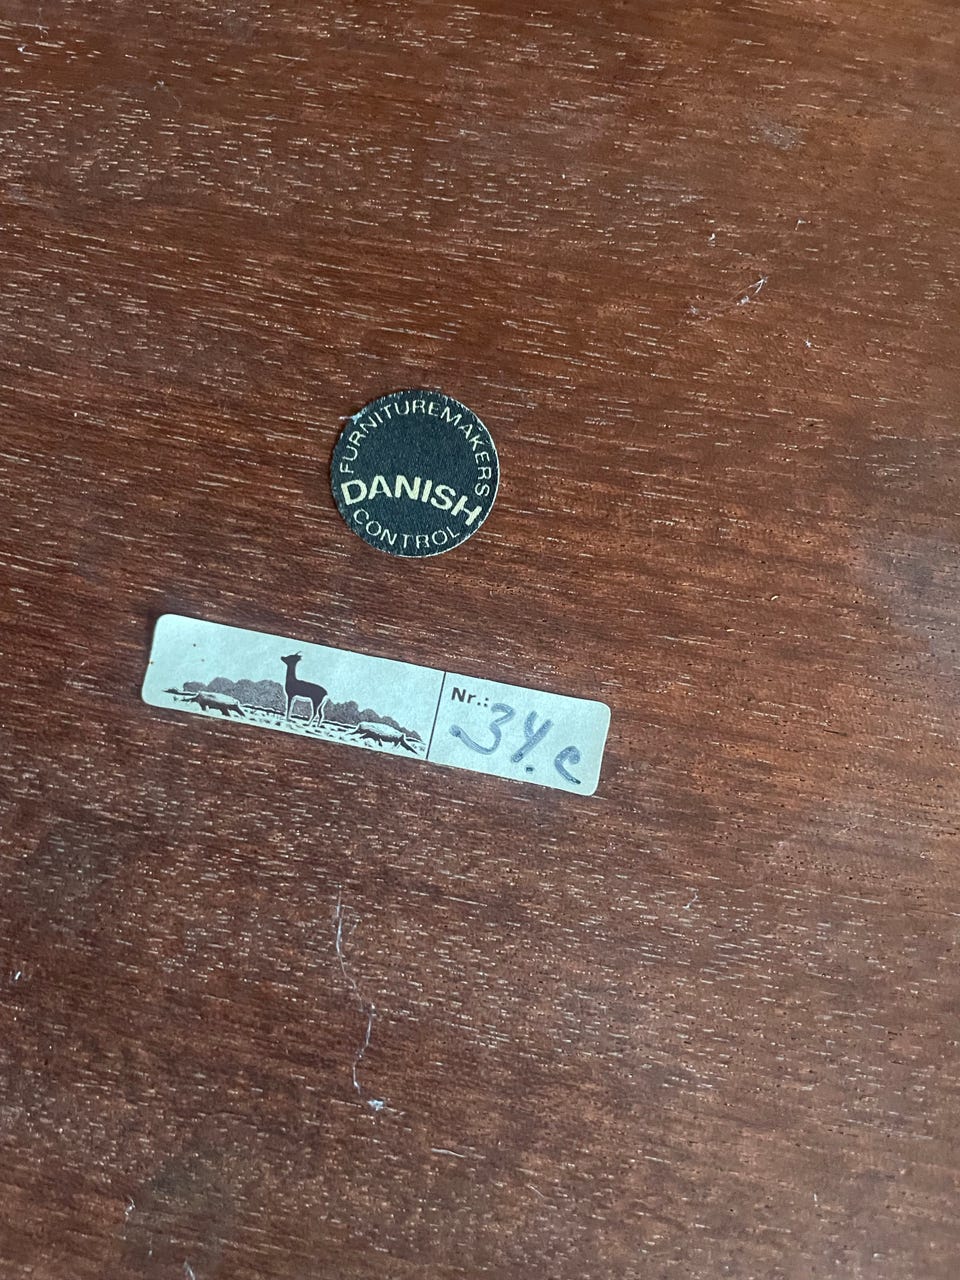 FURNITUREMAKERS
DANISH
CONTROL
Nr.:
34.c